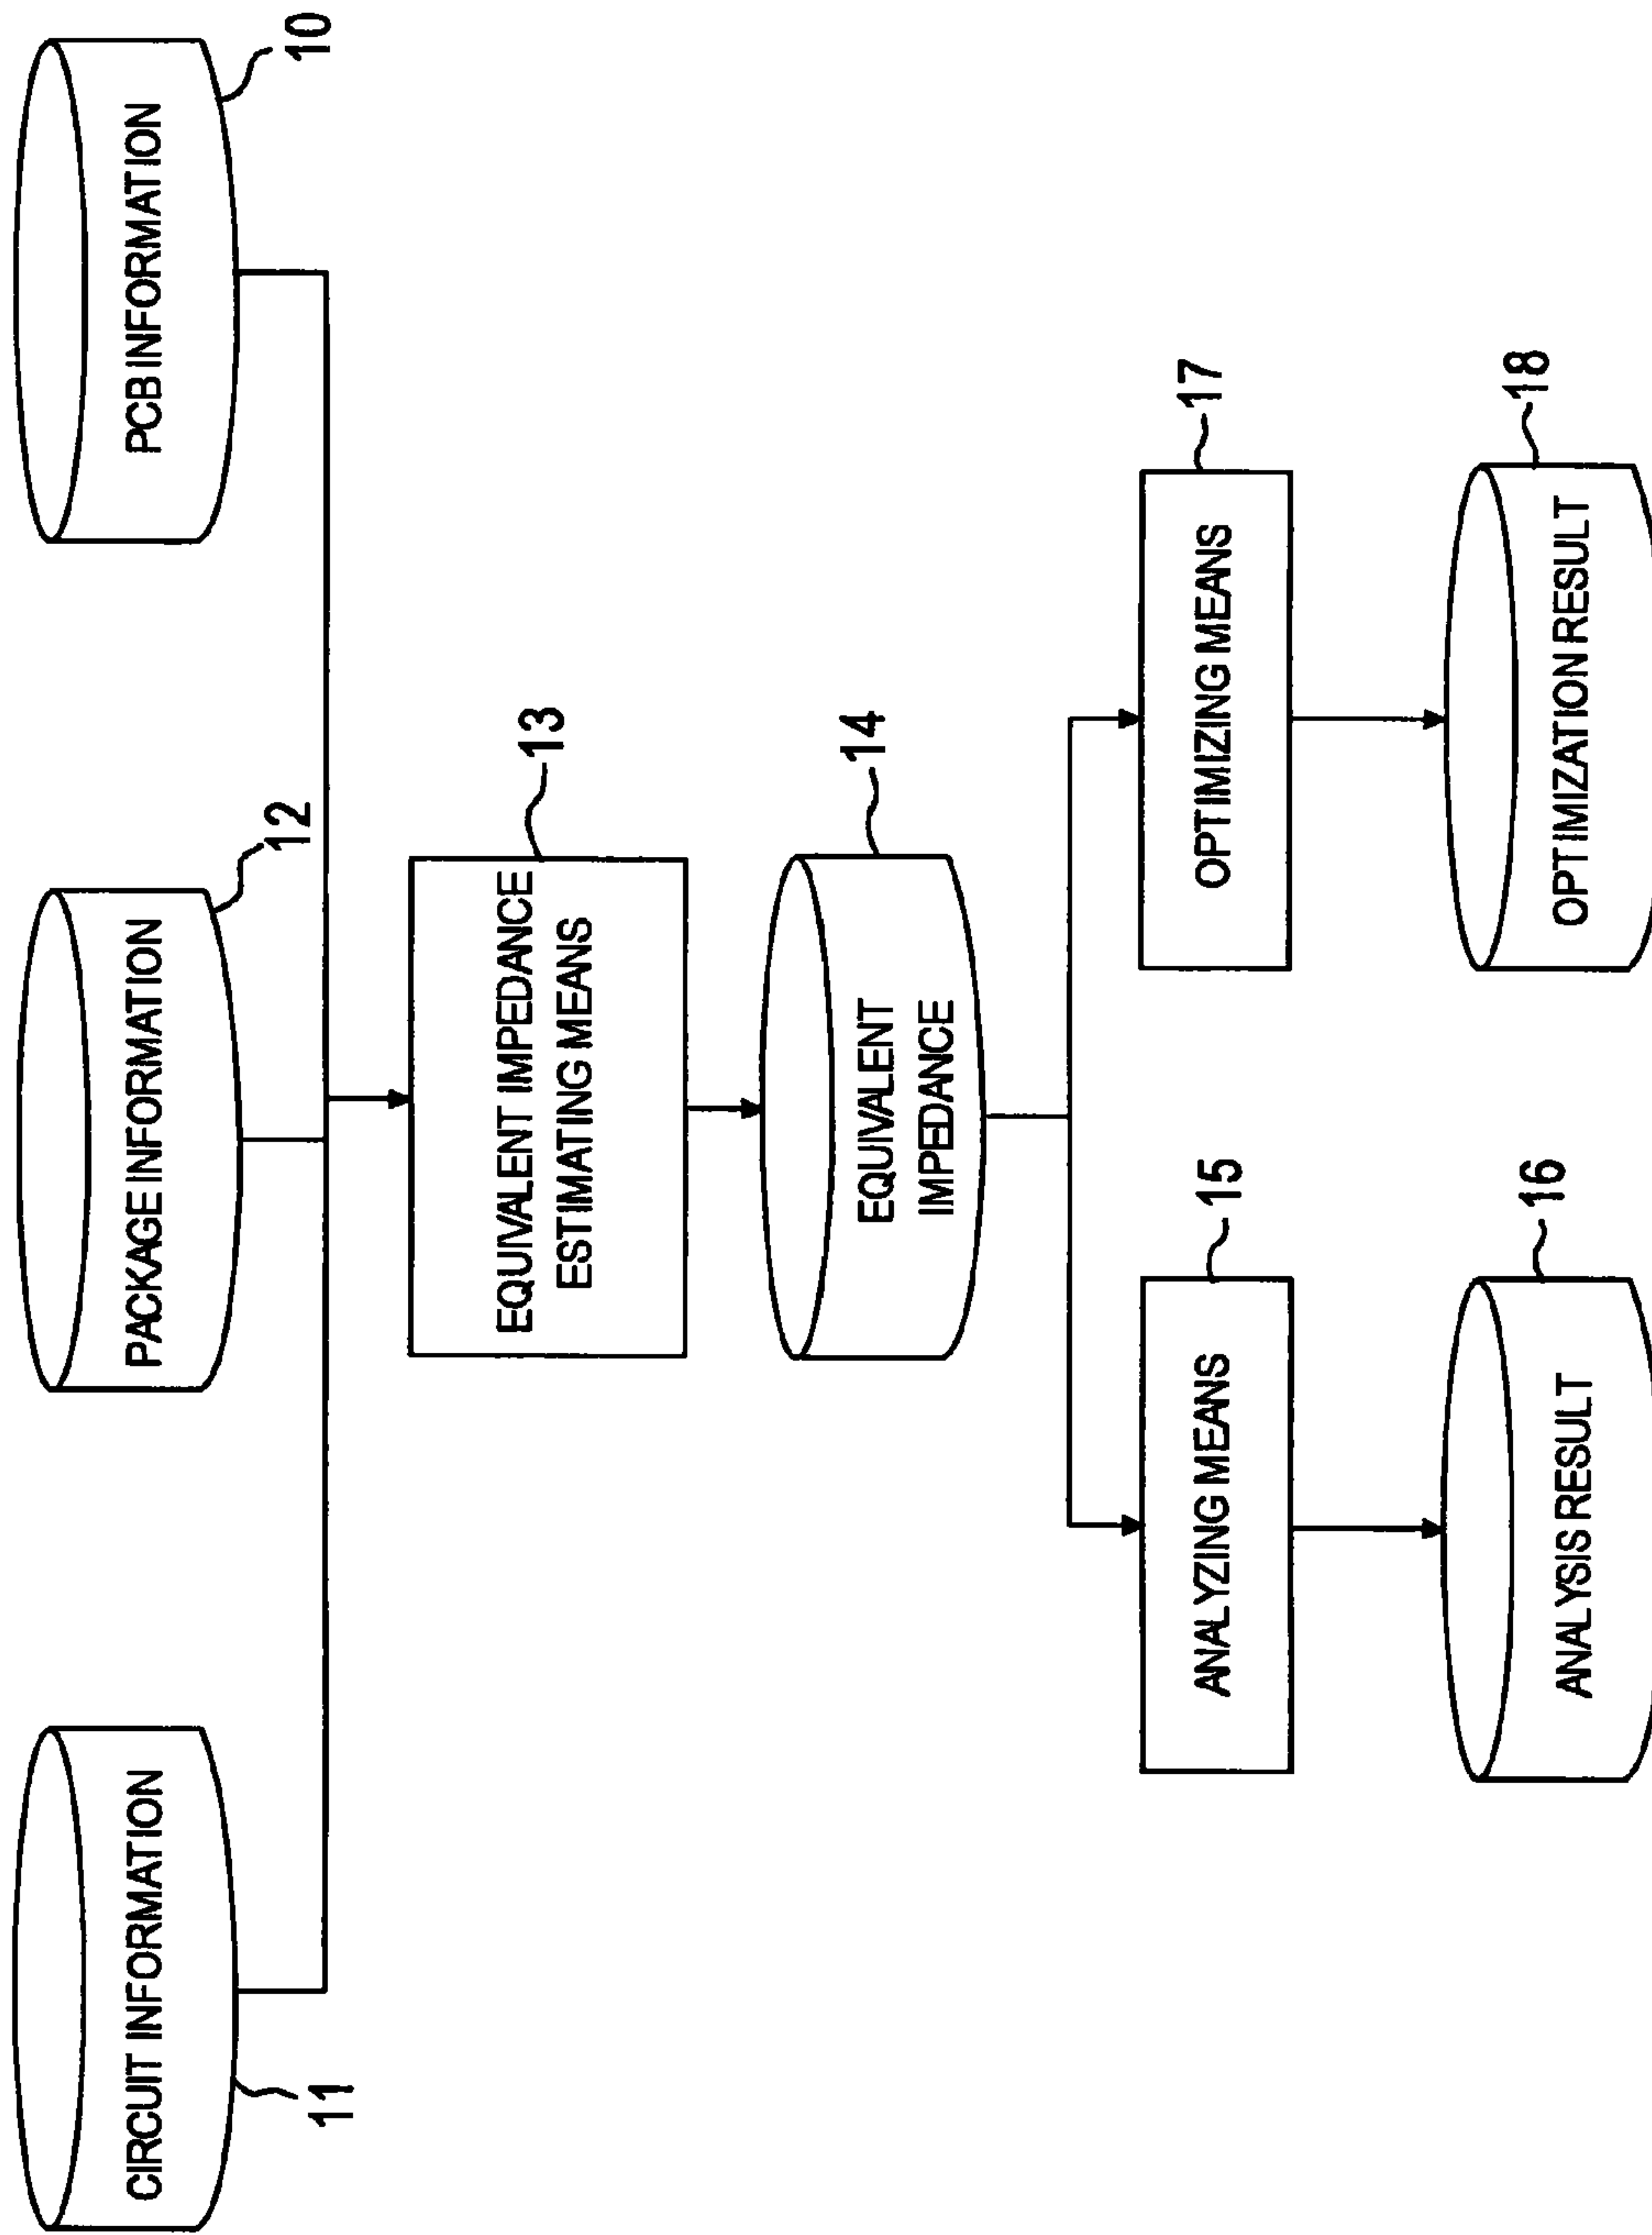 CIRCUIT INFORMATION
11
PACKAGE INFORMATION
12
PCB INFORMATION
10
EQUIVALENT IMPEDANCE
ESTIMATING MEANS
13
EQUIVALENT
IMPEDANCE
14
ANALYZING MEANS
15
OPTIMIZING MEANS
17
ANALYSIS RESULT
16
OPTIMIZATION RESULT
18